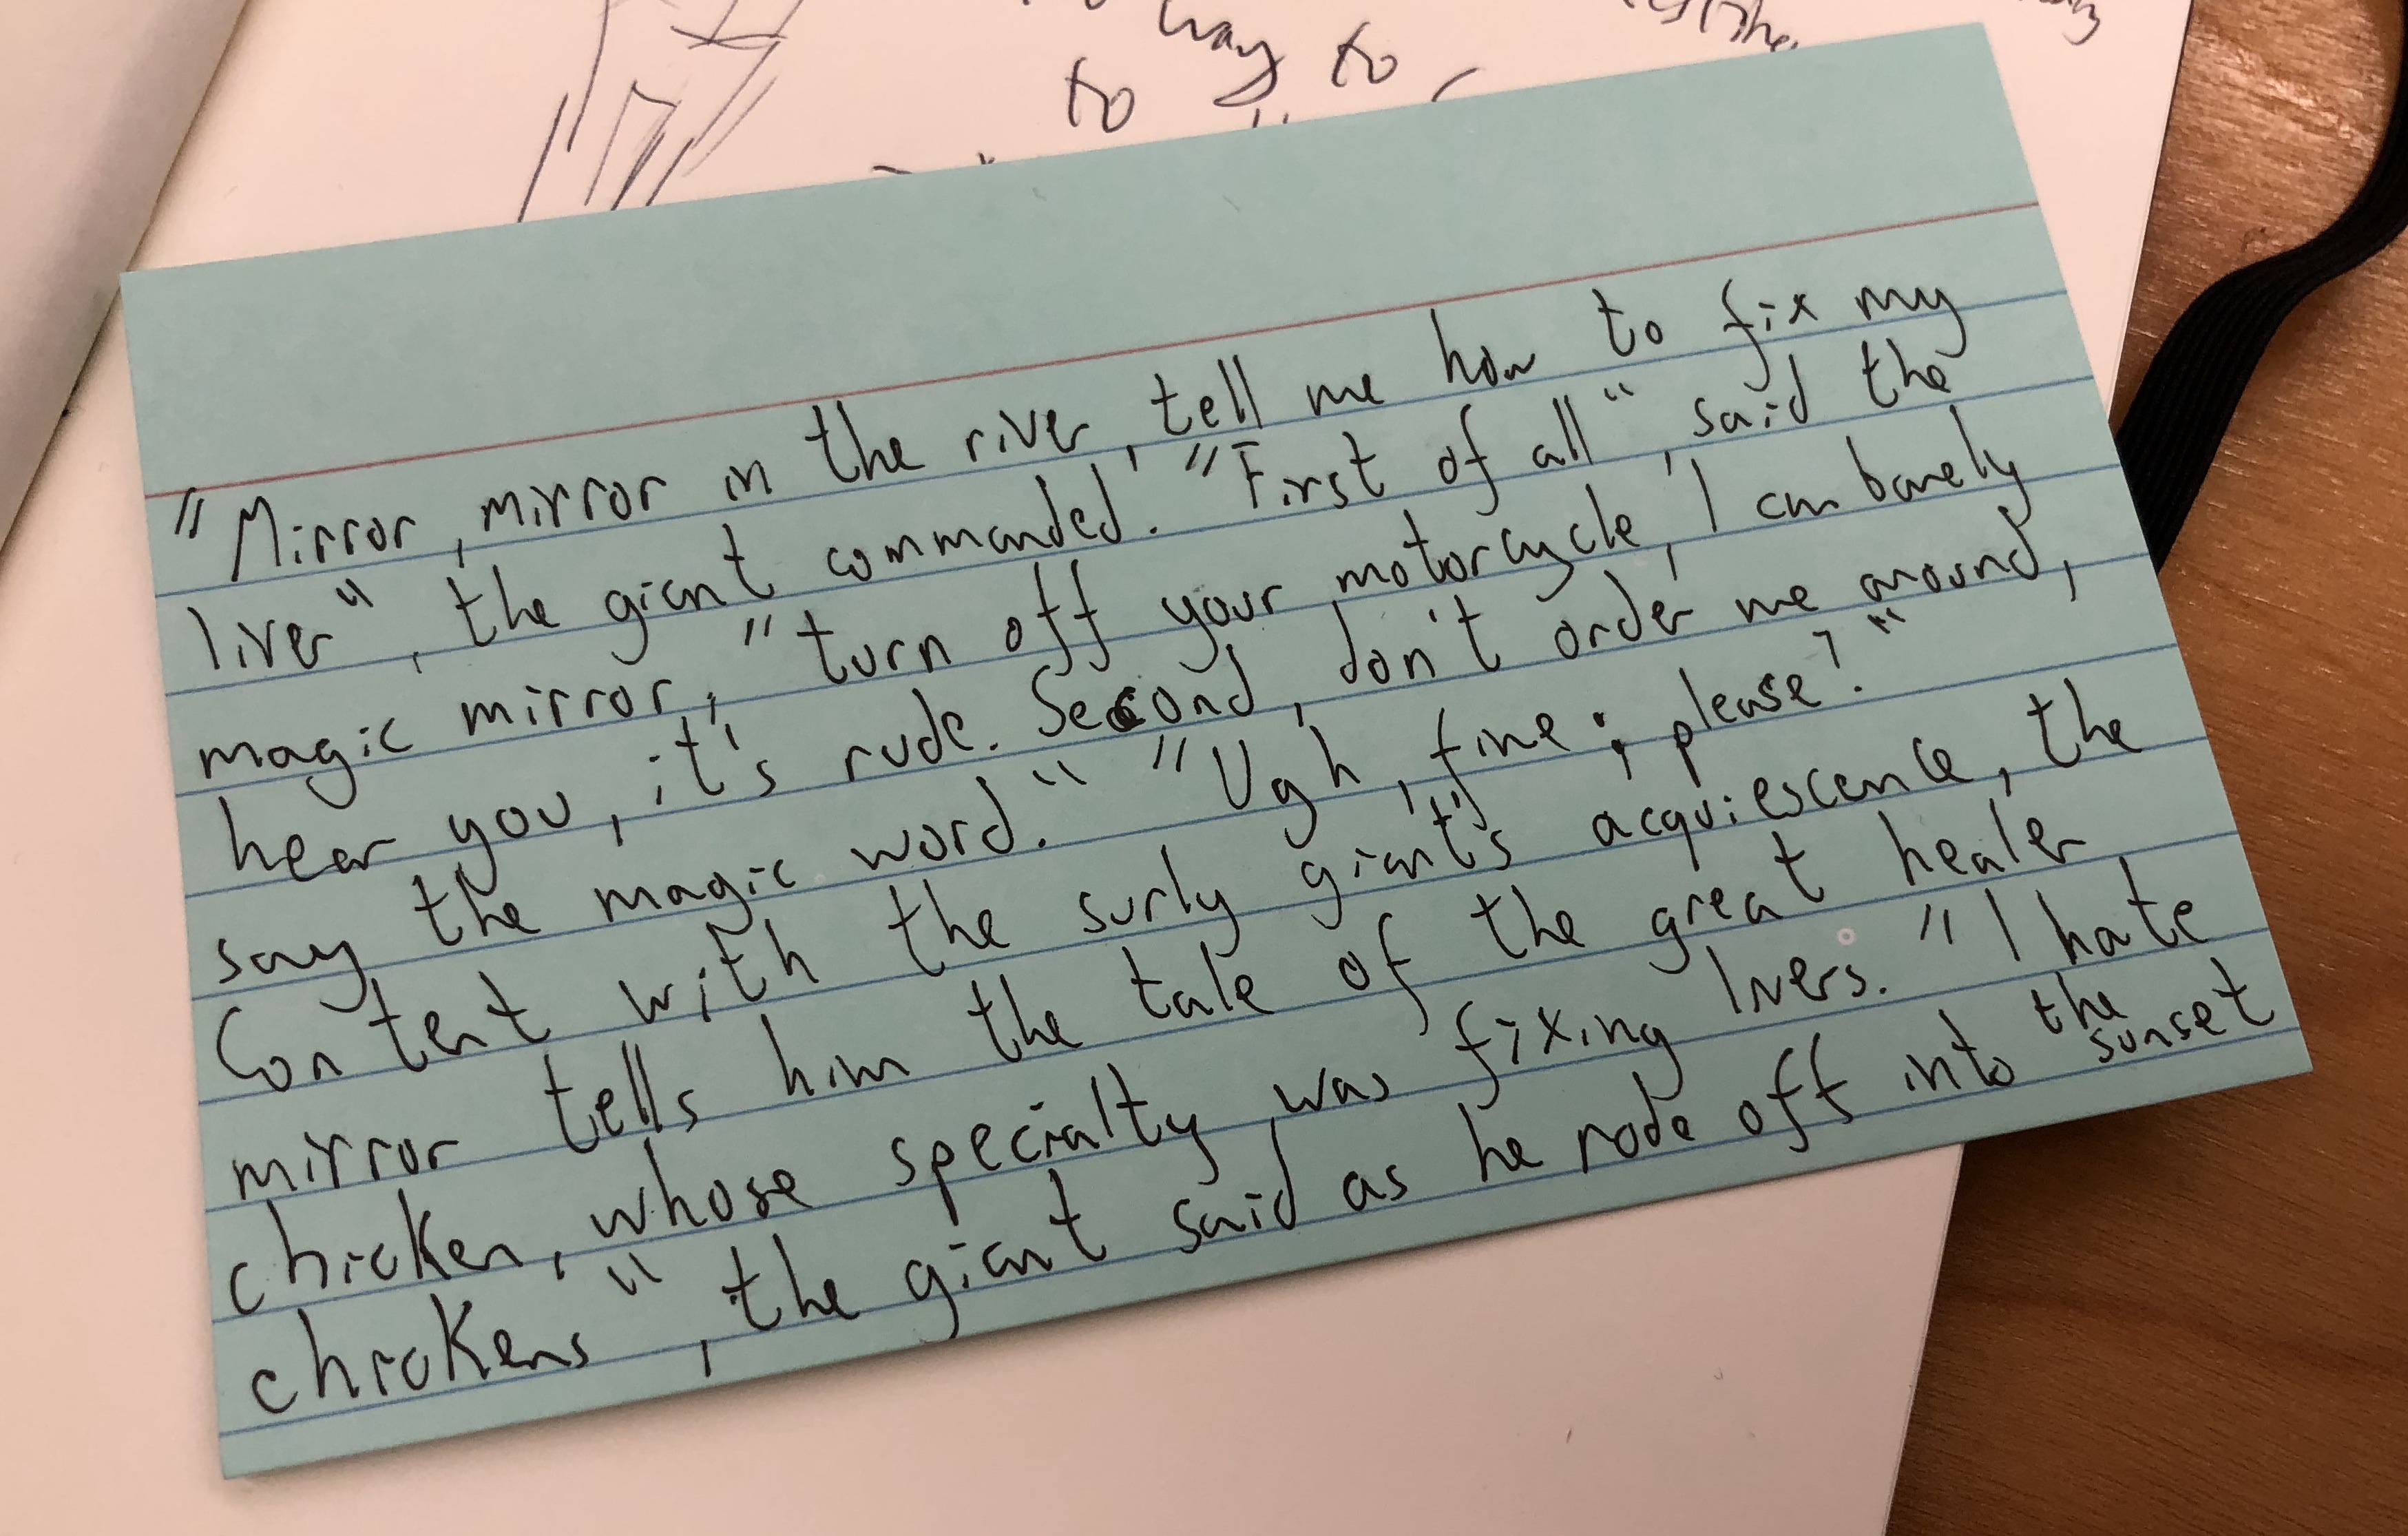 way to
to
"Mirror, mirror in the river, tell me how to fix my
liver", the giant commanded. "First of all", said the
magic mirror, "turn off your motorcycle, I can barely
hear you, it's rude. Second, don't order me around,
say the magic word." "Ugh, fine; please?"
Content with the surly giant's acquiescence, the
mirror tells him the tale of the great healer
chicken, whose specialty was fixing livers. "I hate
chickens", the giant said as he rode off into the sunset